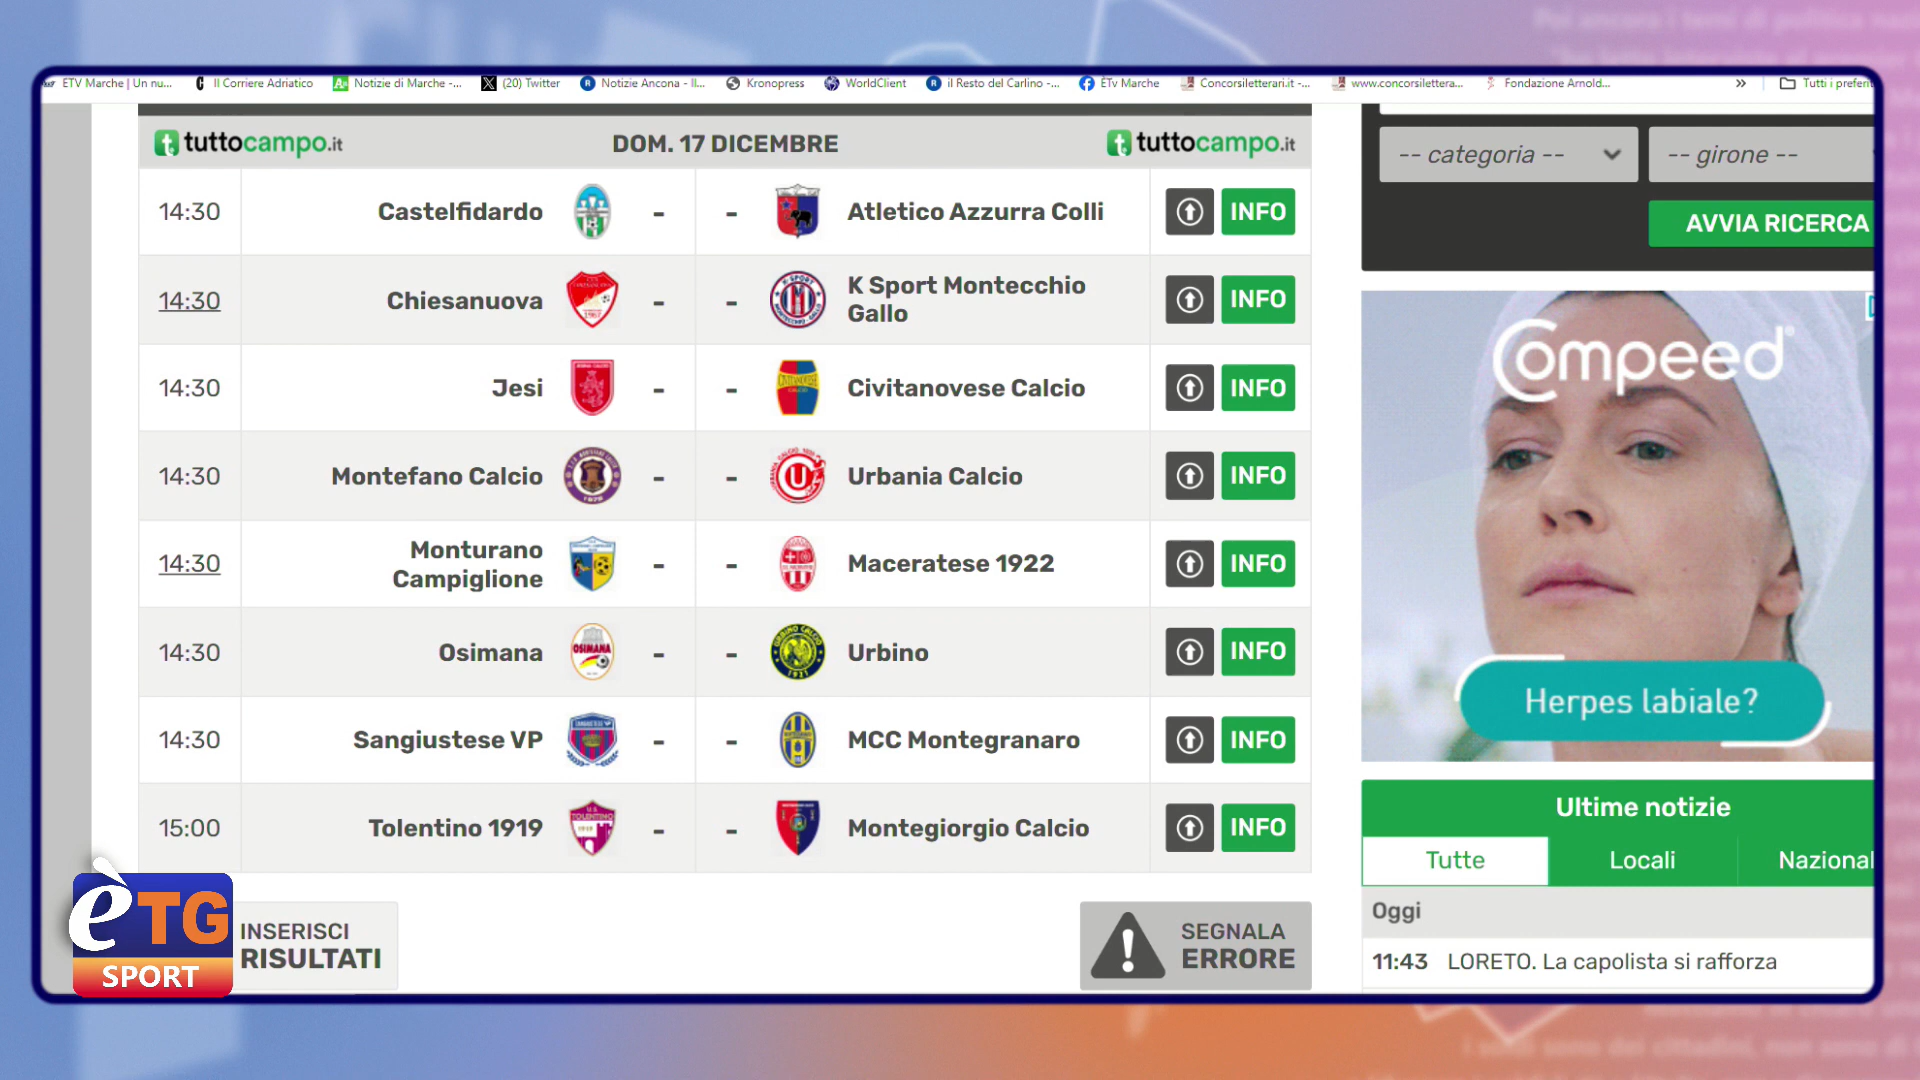 ETV Marche | Un nu...
Il Corriere Adriatico
Notizie di Marche -...
(20) Twitter
Notizie Ancona - Il...
Kronopress
WorldClient
il Resto del Carlino -...
ÈTv Marche
Concorsiletterari.it -...
www.concorsilettera...
Fondazione Arnold...
»
Tutti i preferit
tuttocampo.it
DOM. 17 DICEMBRE
tuttocampo.it
14:30 Castelfidardo - - Atletico Azzurra Colli INFO
14:30 Chiesanuova - - K Sport Montecchio
Gallo INFO
14:30 Jesi - - Civitanovese Calcio INFO
14:30 Montefano Calcio - - Urbania Calcio INFO
14:30 Monturano
Campiglione - - Maceratese 1922 INFO
14:30 Osimana OSIMANA - - Urbino INFO
14:30 Sangiustese VP - - MCC Montegranaro INFO
15:00 Tolentino 1919 - - Montegiorgio Calcio INFO
INSERISCI
RISULTATI
SEGNALA
ERRORE
èTG
SPORT
-- categoria --
-- girone --
AVVIA RICERCA
Compeed
Herpes labiale?
Ultime notizie
Tutte
Locali
Nazional
Oggi
11:43 LORETO. La capolista si rafforza